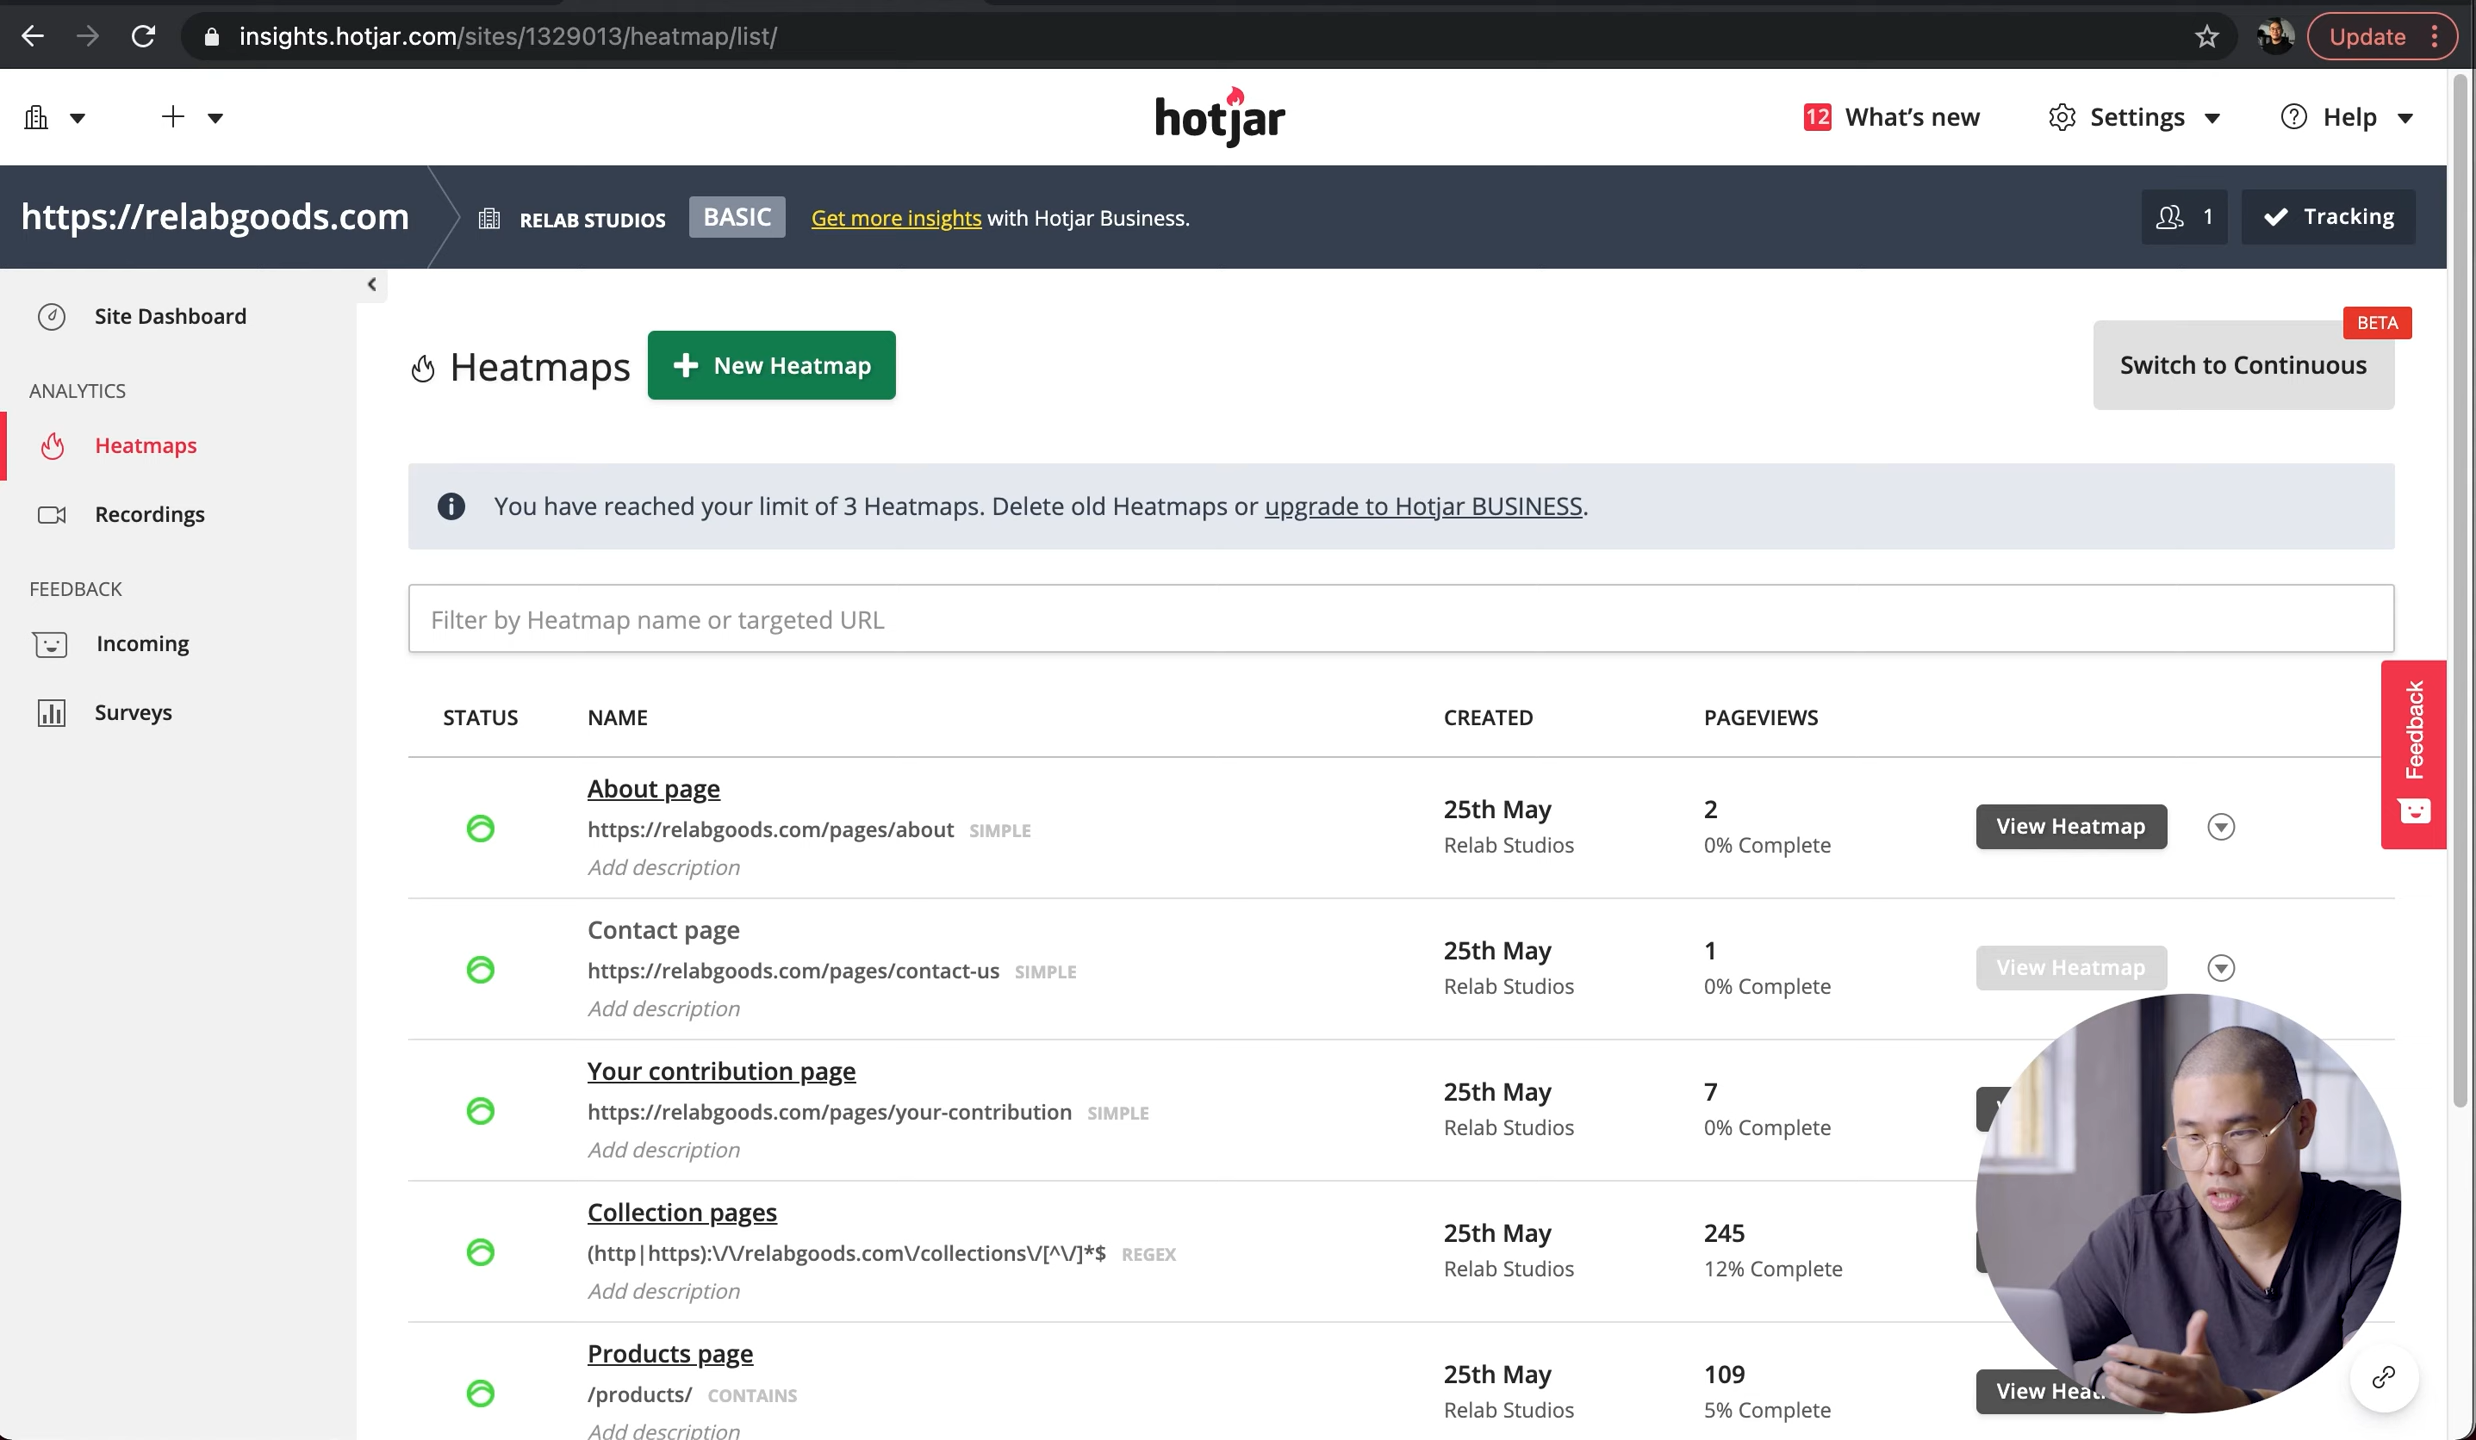 insights.hotjar.com/sites/1329013/heatmap/list/
Update
hotjar
12 What's new
Settings
Help
https://relabgoods.com
RELAB STUDIOS
BASIC
Get more insights with Hotjar Business.
1
Tracking
Site Dashboard
ANALYTICS
Heatmaps
Recordings
FEEDBACK
Incoming
Surveys
Heatmaps
New Heatmap
BETA
Switch to Continuous
You have reached your limit of 3 Heatmaps. Delete old Heatmaps or upgrade to Hotjar BUSINESS.
Filter by Heatmap name or targeted URL
Feedback
STATUS NAME CREATED PAGEVIEWS
About page
https://relabgoods.com/pages/about SIMPLE
Add description
25th May
Relab Studios
2
0% Complete
View Heatmap
Contact page
https://relabgoods.com/pages/contact-us SIMPLE
Add description
25th May
Relab Studios
1
0% Complete
View Heatmap
Your contribution page
https://relabgoods.com/pages/your-contribution SIMPLE
Add description
25th May
Relab Studios
7
0% Complete
Collection pages
(http|https):\/\/relabgoods.com\/collections\/[^\/]*$ REGEX
Add description
25th May
Relab Studios
245
12% Complete
Products page
/products/ CONTAINS
Add description
25th May
Relab Studios
109
5% Complete
View